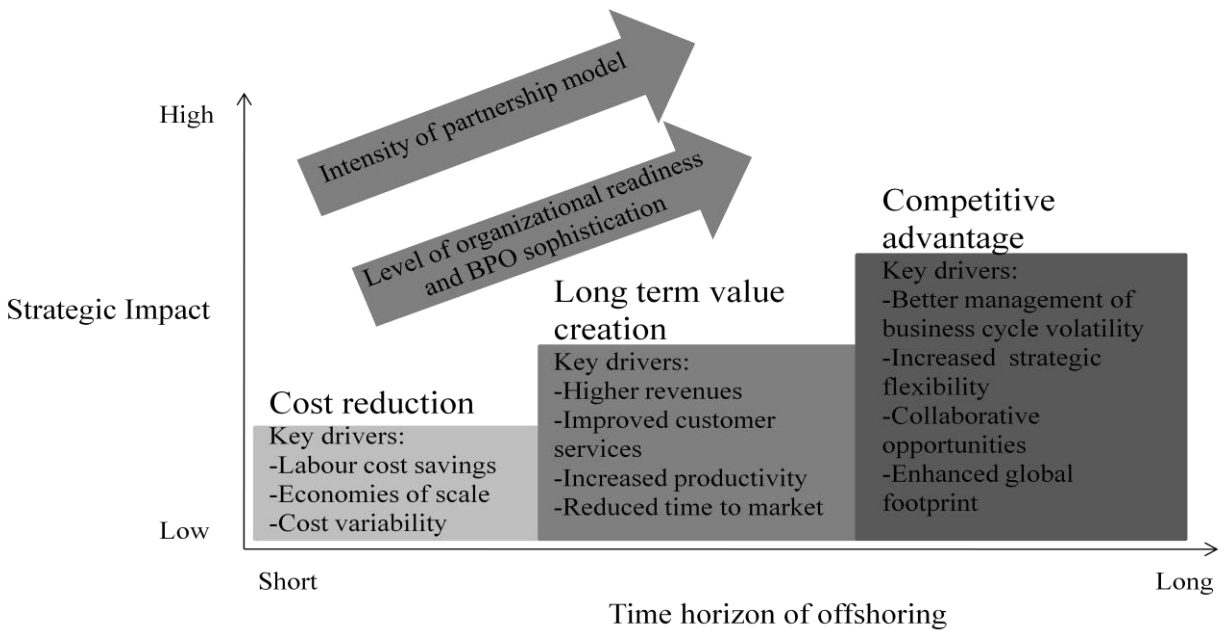 High
Intensity of partnership model
Level of organizational readiness
and BPO sophistication
Strategic Impact
Low
Cost reduction
Key drivers:
-Labour cost savings
-Economies of scale
-Cost variability
Long term value
creation
Key drivers:
-Higher revenues
-Improved customer
services
-Increased productivity
-Reduced time to market
Competitive
advantage
Key drivers:
-Better management of
business cycle volatility
-Increased  strategic
flexibility
-Collaborative
opportunities
-Enhanced global
footprint
Short
Long
Time horizon of offshoring